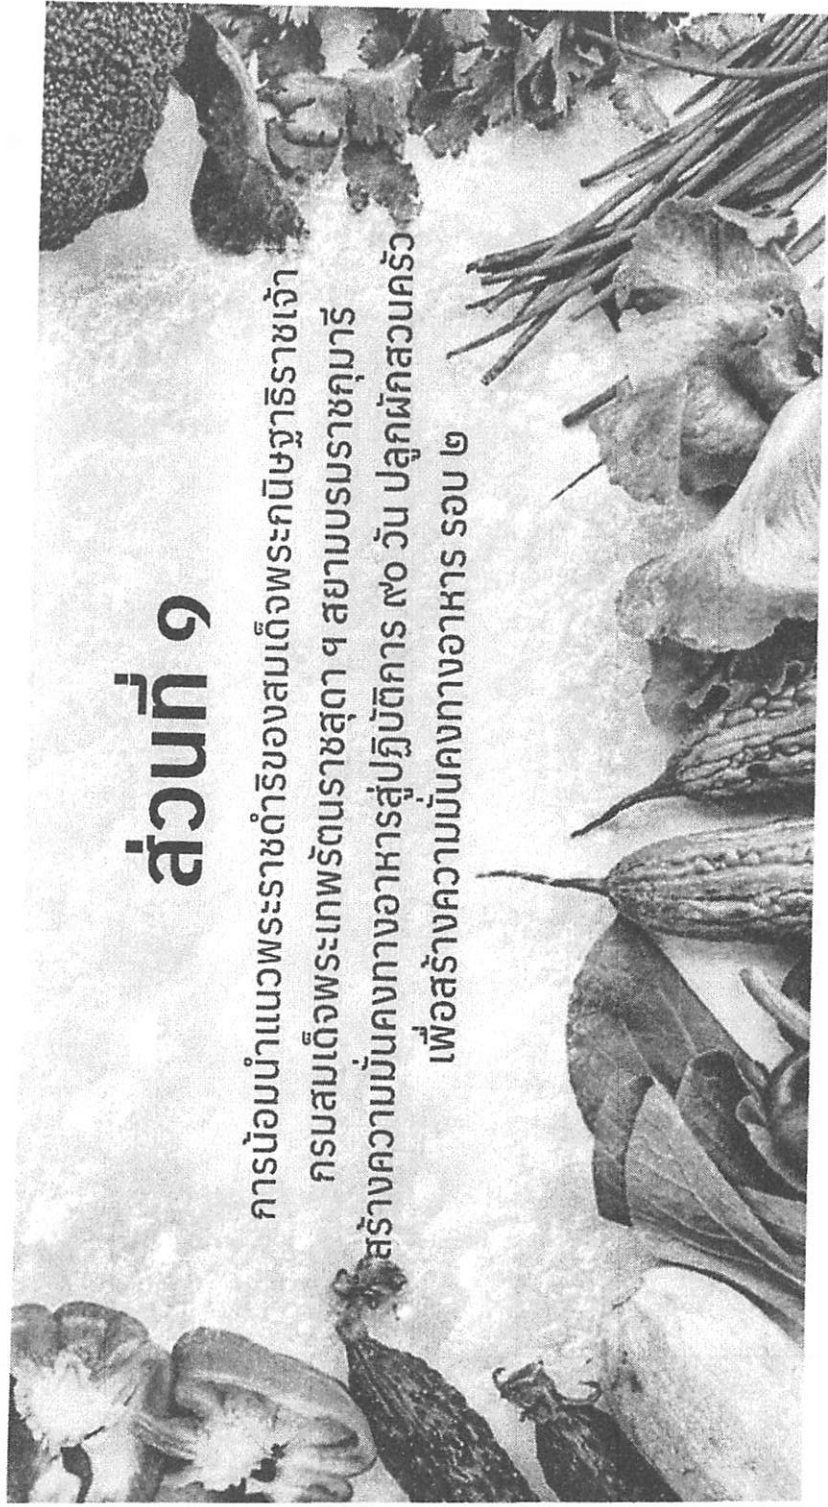 ส่วนที่ ๑
การน้อมนำแนวพระราชดำริของสมเด็จพระกนิษฐาธิราชเจ้า
กรมสมเด็จพระเทพรัตนราชสุดา ฯ สยามบรมราชกุมารี
สร้างความมั่นคงทางอาหารสู่ปฏิบัติการ ๙๐ วัน ปลูกผักสวนครัว
เพื่อสร้างความมั่นคงทางอาหาร รอบ ๒